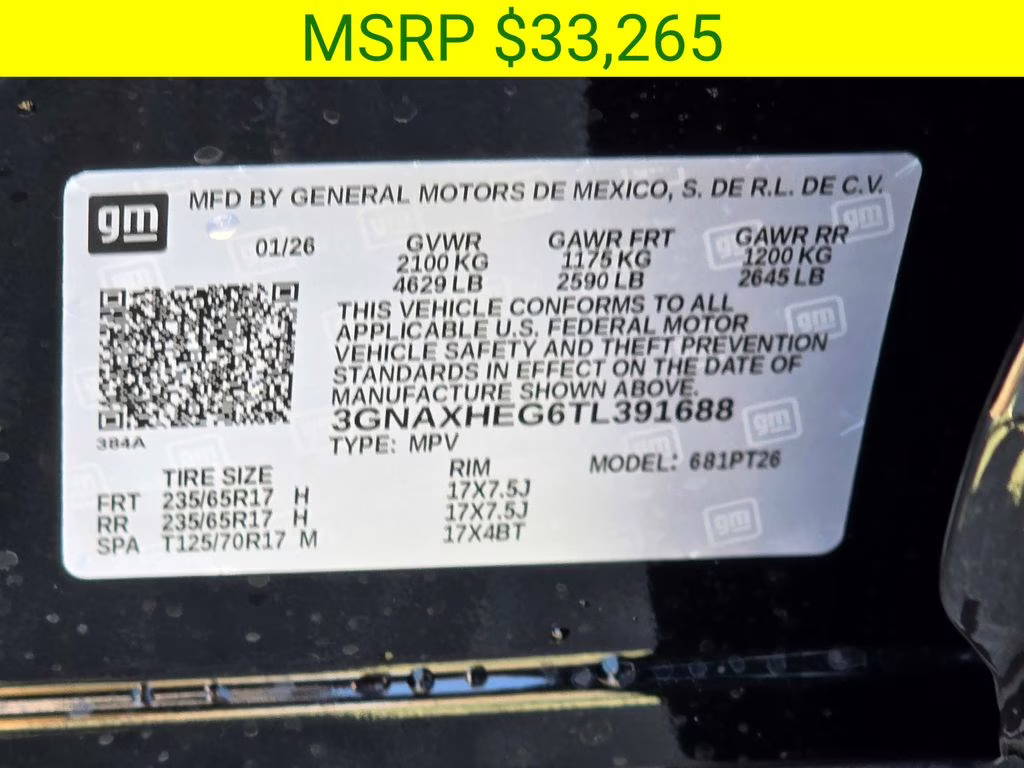 MSRP $33,265
gm
MFD BY GENERAL MOTORS DE MEXICO, S. DE R.L. DE C.V.
01/26
GVWR GAWR FRT GAWR RR
2100 KG 1175 KG 1200 KG
4629 LB 2590 LB 2645 LB
THIS VEHICLE CONFORMS TO ALL
APPLICABLE U.S. FEDERAL MOTOR
VEHICLE SAFETY AND THEFT PREVENTION
STANDARDS IN EFFECT ON THE DATE OF
MANUFACTURE SHOWN ABOVE.
3GNAXHEG6TL391688
384A
TYPE: MPV
TIRE SIZE RIM MODEL: 681PT26
FRT 235/65R17 H 17X7.5J
RR 235/65R17 H 17X7.5J
SPA T125/70R17 M 17X4BT